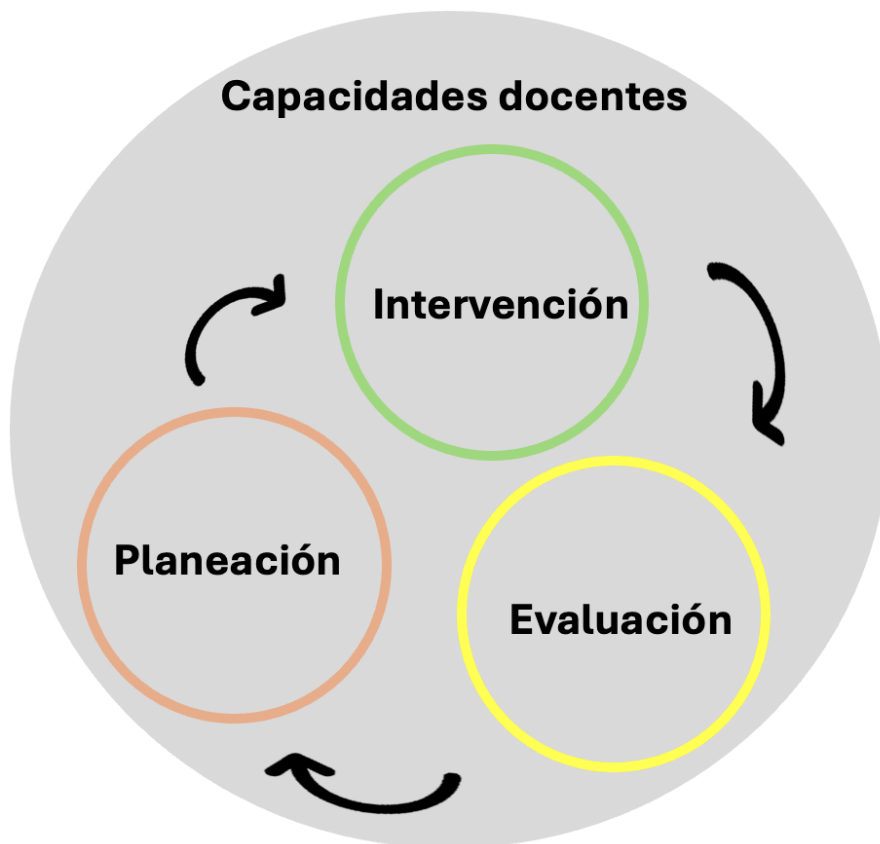 Capacidades docentes
Intervención
Planeación
Evaluación